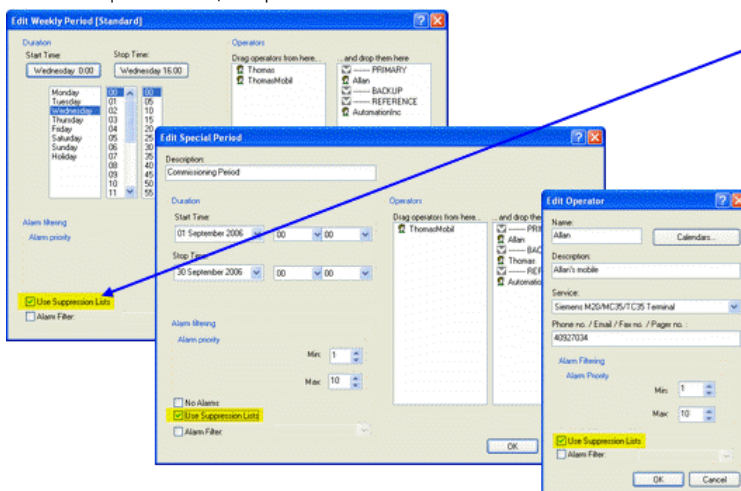 Edit Weekly Period [Standard]
Duration
Start Time:
Stop Time:
Wednesday 0:00
Wednesday 16:00
Monday
Tuesday
Wednesday
Thursday
Friday
Saturday
Sunday
Holiday
00
01
02
03
04
05
06
07
08
09
10
11
00
05
10
15
20
25
30
35
40
45
50
55
Operators
Drag operators from here...
...and drop them here
Thomas
ThomasMobil
------ PRIMARY
Allan
------ BACKUP
------ REFERENCE
AutomationInc
Alarm filtering
Alarm priority
Use Suppression Lists
Alarm Filter:
Edit Special Period
Description:
Commissioning Period
Duration
Start Time:
01 September 2006
00
00
Stop Time:
30 September 2006
00
00
Operators
Drag operators from here...
...and drop the
ThomasMobil
------ PRI
Allan
------ BAC
Thomas
------ REF
Automatio
Alarm filtering
Alarm priority
Min: 1
Max: 10
No Alarms
Use Suppression Lists
Alarm Filter:
OK
Edit Operator
Name:
Allan
Calendars...
Description:
Allan's mobile
Service:
Siemens M20/MC35/TC35 Terminal
Phone no. / Email / Fax no. / Pager no. :
40927034
Alarm Filtering
Alarm Priority
Min: 1
Max: 10
Use Suppression Lists
Alarm Filter:
OK
Cancel